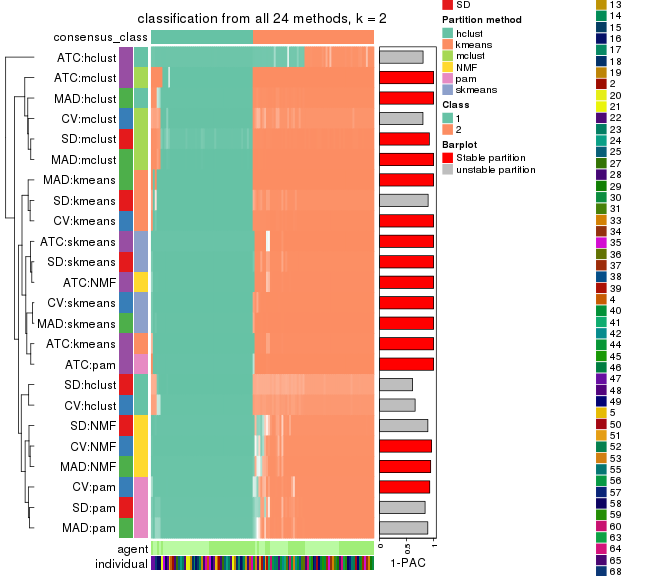 classification from all 24 methods, k = 2
consensus_class
ATC:hclust
ATC:mclust
MAD:hclust
CV:mclust
SD:mclust
MAD:mclust
MAD:kmeans
SD:kmeans
CV:kmeans
ATC:skmeans
SD:skmeans
ATC:NMF
CV:skmeans
MAD:skmeans
ATC:kmeans
ATC:pam
SD:hclust
CV:hclust
SD:NMF
CV:NMF
MAD:NMF
CV:pam
SD:pam
MAD:pam
agent
individual
0
0.5
1
1-PAC
SD
Partition method
hclust
kmeans
mclust
NMF
pam
skmeans
Class
1
2
Barplot
Stable partition
unstable partition
13
14
15
16
17
18
19
2
20
21
22
23
24
25
27
28
29
30
31
33
34
35
36
37
38
39
4
40
41
42
44
45
46
47
48
49
5
50
51
52
53
55
56
57
58
59
60
63
64
65
68